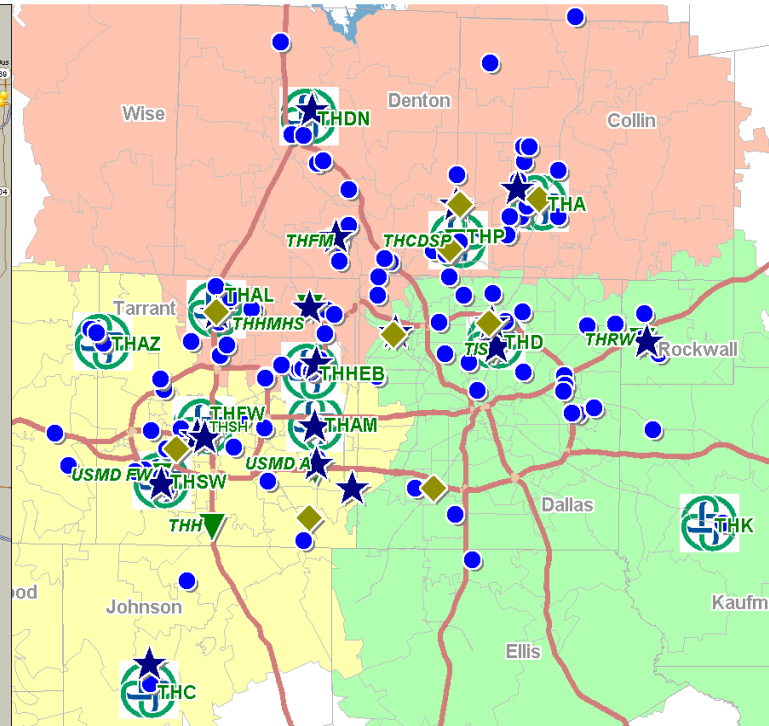 Wise
Denton
Collin
THDN
THA
THFM
THCDSP
THP
Tarrant
THAL
THHMHS
THAZ
THD
TIS
THRW
Rockwall
THHEB
THFW
THSH
THAM
USMD A
USMD FW
THSW
THH
Dallas
THK
Johnson
Kaufm
Ellis
THC